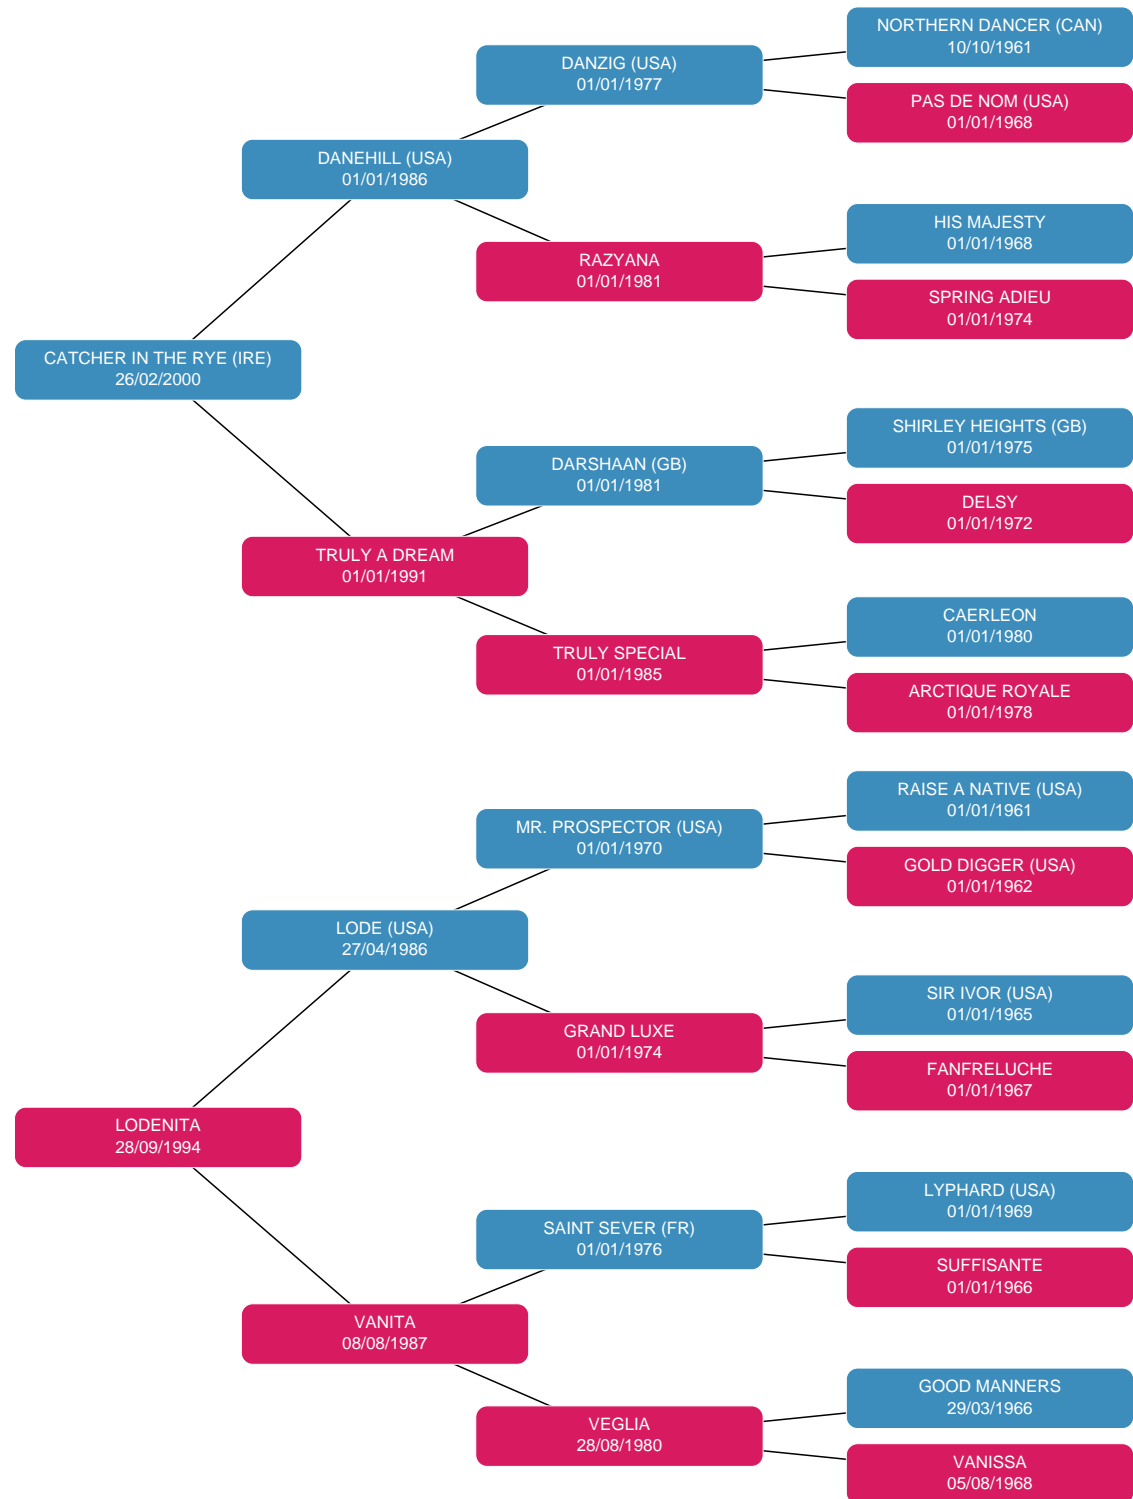 NORTHERN DANCER (CAN)
10/10/1961
DANZIG (USA)
01/01/1977
PAS DE NOM (USA)
01/01/1968
DANEHILL (USA)
01/01/1986
HIS MAJESTY
01/01/1968
RAZYANA
01/01/1981
SPRING ADIEU
01/01/1974
CATCHER IN THE RYE (IRE)
26/02/2000
SHIRLEY HEIGHTS (GB)
01/01/1975
DARSHAAN (GB)
01/01/1981
DELSY
01/01/1972
TRULY A DREAM
01/01/1991
CAERLEON
01/01/1980
TRULY SPECIAL
01/01/1985
ARCTIQUE ROYALE
01/01/1978
RAISE A NATIVE (USA)
01/01/1961
MR. PROSPECTOR (USA)
01/01/1970
GOLD DIGGER (USA)
01/01/1962
LODE (USA)
27/04/1986
SIR IVOR (USA)
01/01/1965
GRAND LUXE
01/01/1974
FANFRELUCHE
01/01/1967
LODENITA
28/09/1994
LYPHARD (USA)
01/01/1969
SAINT SEVER (FR)
01/01/1976
SUFFISANTE
01/01/1966
VANITA
08/08/1987
GOOD MANNERS
29/03/1966
VEGLIA
28/08/1980
VANISSA
05/08/1968